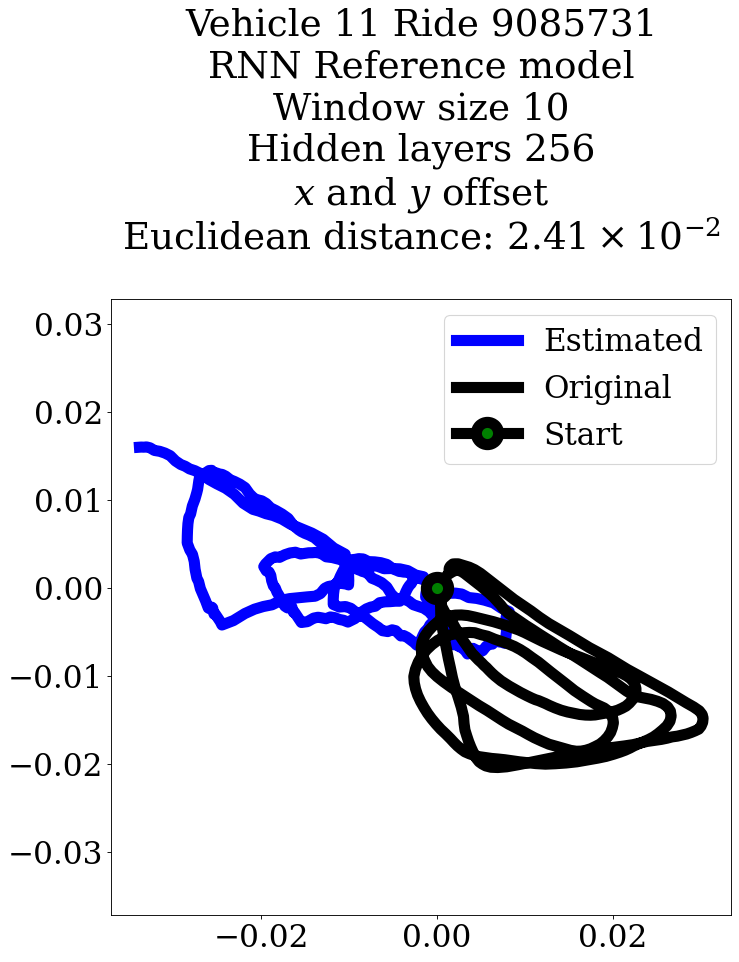 Vehicle 11 Ride 9085731
RNN Reference model
Window size 10
Hidden layers 256
x and y offset
Euclidean distance: 2.41 × 10⁻²
Estimated
Original
Start
0.03
0.02
0.01
0.00
−0.01
−0.02
−0.03
−0.02 0.00 0.02